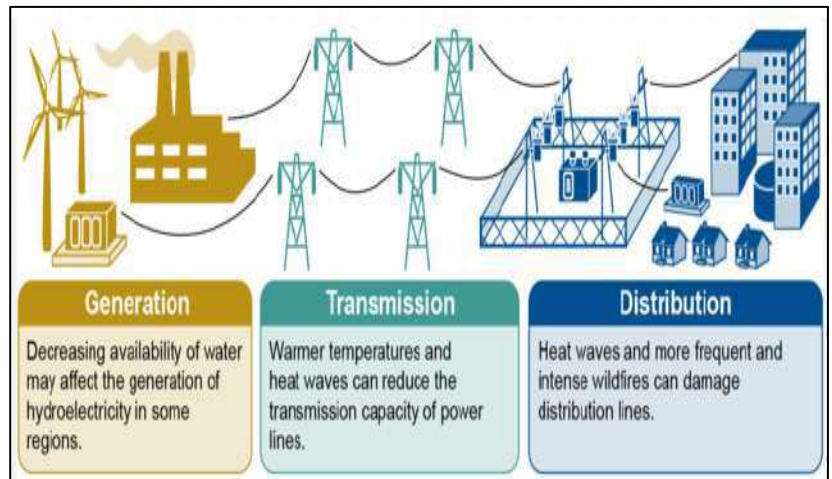 Generation
Decreasing availability of water
may affect the generation of
hydroelectricity in some
regions.
Transmission
Warmer temperatures and
heat waves can reduce the
transmission capacity of power
lines.
Distribution
Heat waves and more frequent and
intense wildfires can damage
distribution lines.